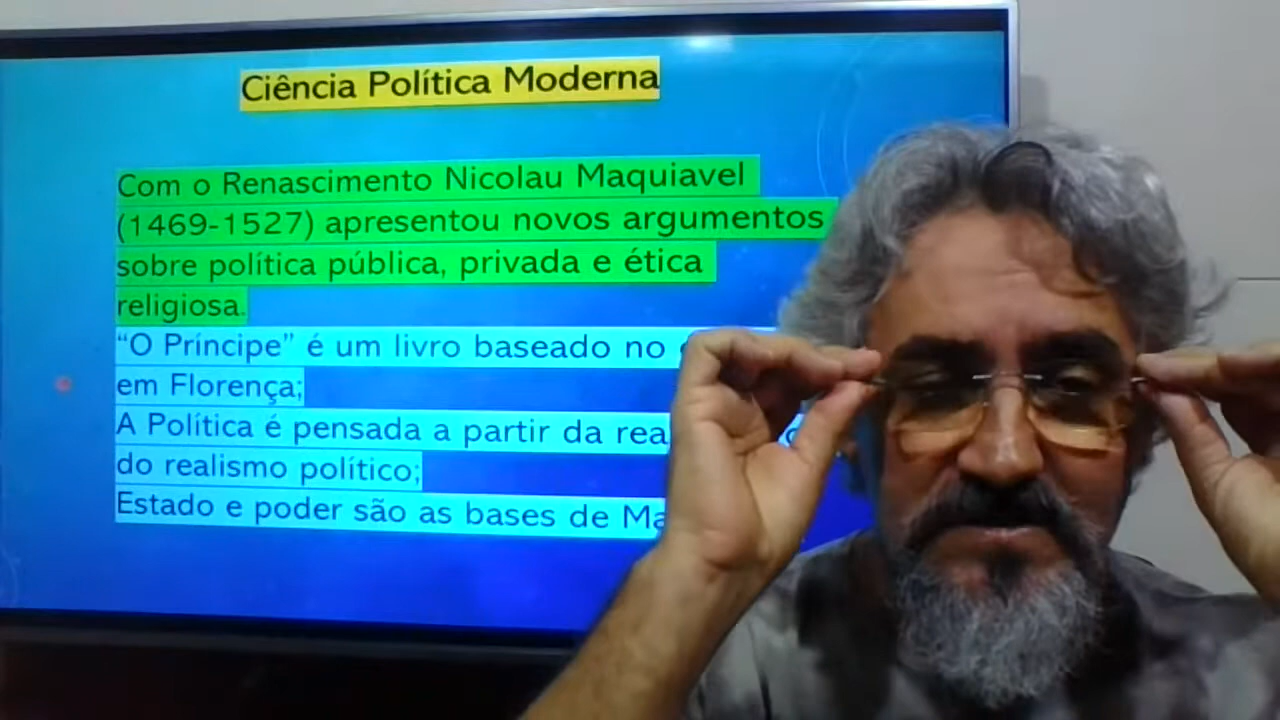 Ciência Política Moderna
Com o Renascimento Nicolau Maquiavel
(1469-1527) apresentou novos argumentos
sobre política pública, privada e ética
religiosa.
“O Príncipe” é um livro baseado no
em Florença;
A Política é pensada a partir da
do realismo político;
Estado e poder são as bases de